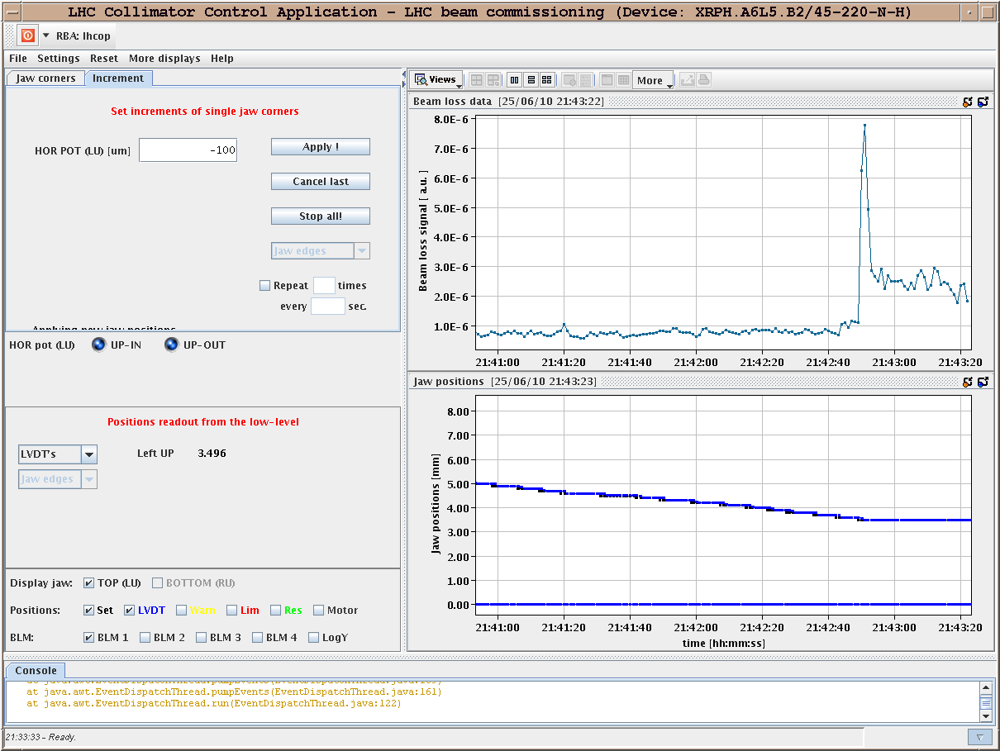 LHC Collimator Control Application - LHC beam commissioning (Device: XRPH.A6L5.B2/45-220-N-H)
RBA: lhcop
File Settings Reset More displays Help
Jaw corners Increment
Set increments of single jaw corners
HOR POT (LU) [um] -100 Apply !
Cancel last
Stop all!
Jaw edges
Repeat times
every sec.
Applying new jaw positions
HOR pot (LU) UP-IN UP-OUT
Positions readout from the low-level
LVDT's Left UP 3.496
Jaw edges
Display jaw: TOP (LU) BOTTOM (RU)
Positions: Set LVDT Warn Lim Res Motor
BLM: BLM 1 BLM 2 BLM 3 BLM 4 LogY
Views More
Beam loss data [25/06/10 21:43:22]
Beam loss signal [ a.u. ]
8.0E-6
7.0E-6
6.0E-6
5.0E-6
4.0E-6
3.0E-6
2.0E-6
1.0E-6
21:41:00 21:41:20 21:41:40 21:42:00 21:42:20 21:42:40 21:43:00 21:43:20
Jaw positions [25/06/10 21:43:23]
Jaw positions [mm]
8.00
7.00
6.00
5.00
4.00
3.00
2.00
1.00
0.00
21:41:00 21:41:20 21:41:40 21:42:00 21:42:20 21:42:40 21:43:00 21:43:20
time [hh:mm:ss]
Console
at java.awt.EventDispatchThread.pumpEvents(EventDispatchThread.java:169)
at java.awt.EventDispatchThread.pumpEvents(EventDispatchThread.java:161)
at java.awt.EventDispatchThread.run(EventDispatchThread.java:122)
21:33:33 - Ready.